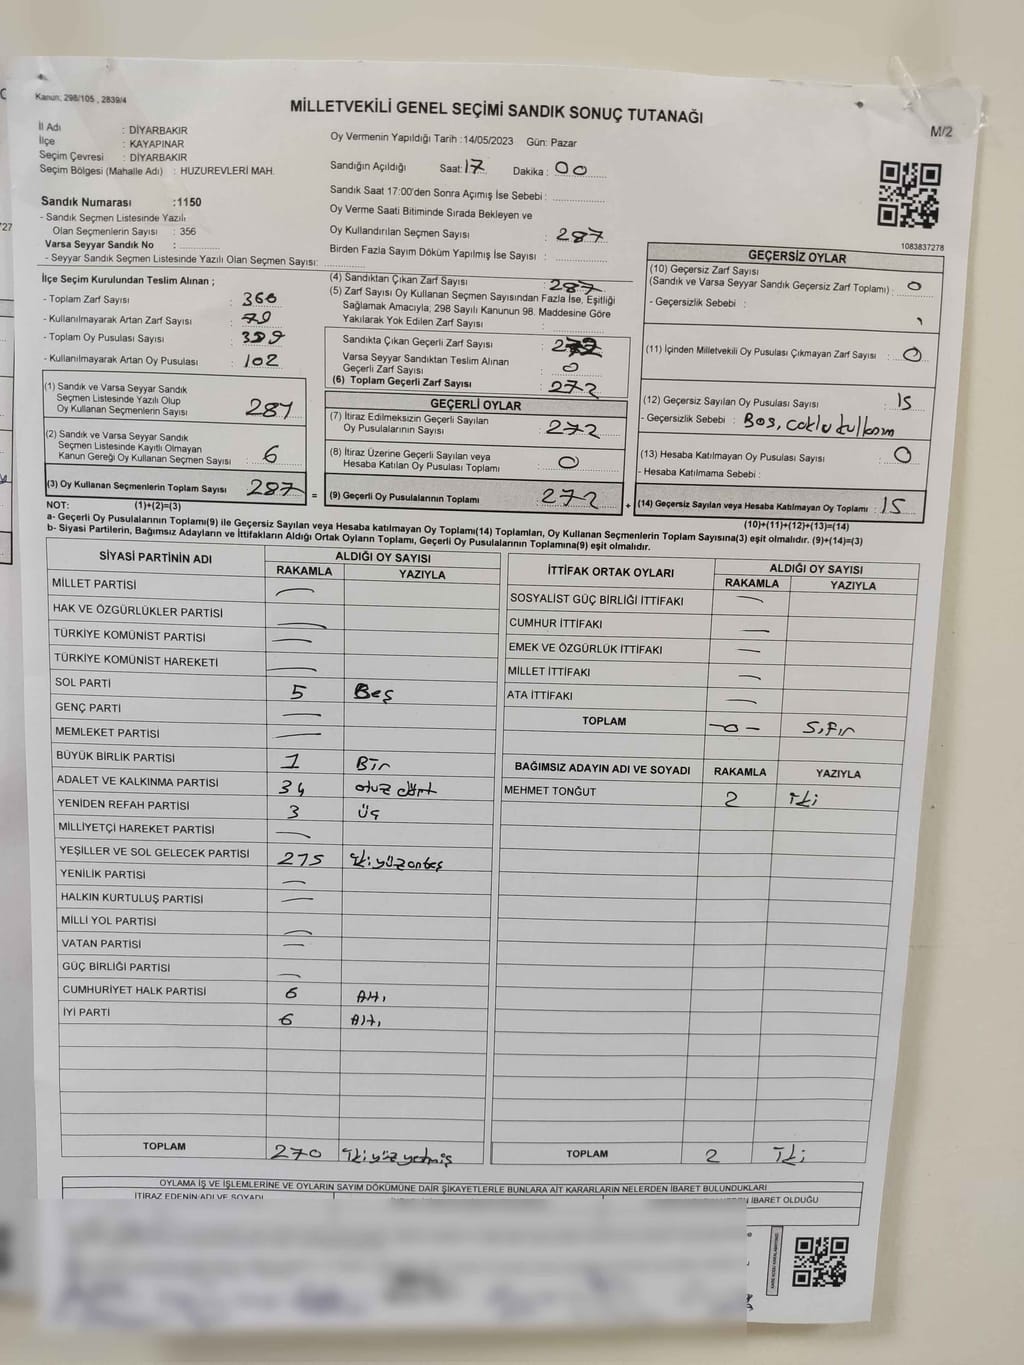 Kanun: 298/105 , 2839/4
MİLLETVEKİLİ GENEL SEÇİMİ SANDIK SONUÇ TUTANAĞI
M/2
İl Adı : DİYARBAKIR
İlçe : KAYAPINAR
Seçim Çevresi : DİYARBAKIR
Seçim Bölgesi (Mahalle Adı) : HUZUREVLERİ MAH.
Sandık Numarası :1150
- Sandık Seçmen Listesinde Yazılı
Olan Seçmenlerin Sayısı : 356
Varsa Seyyar Sandık No :
- Seyyar Sandık Seçmen Listesinde Yazılı Olan Seçmen Sayısı:
Oy Vermenin Yapıldığı Tarih :14/05/2023 Gün: Pazar
Sandığın Açıldığı Saat: 17 Dakika : 00
Sandık Saat 17:00'den Sonra Açımış İse Sebebi :
Oy Verme Saati Bitiminde Sırada Bekleyen ve
Oy Kullandırılan Seçmen Sayısı : 287
Birden Fazla Sayım Döküm Yapılmış İse Sayısı :
1083837278
İlçe Seçim Kurulundan Teslim Alınan ;
- Toplam Zarf Sayısı : 360
- Kullanılmayarak Artan Zarf Sayısı :
- Toplam Oy Pusulası Sayısı :
- Kullanılmayarak Artan Oy Pusulası : 102
(1) Sandık ve Varsa Seyyar Sandık
Seçmen Listesinde Yazılı Olup
Oy Kullanan Seçmenlerin Sayısı 281
(2) Sandık ve Varsa Seyyar Sandık
Seçmen Listesinde Kayıtlı Olmayan
Kanun Gereği Oy Kullanan Seçmen Sayısı : 6
(3) Oy Kullanan Seçmenlerin Toplam Sayısı 287
(4) Sandıktan Çıkan Zarf Sayısı : 287
(5) Zarf Sayısı Oy Kullanan Seçmen Sayısından Fazla İse, Eşitliği
Sağlamak Amacıyla; 298 Sayılı Kanunun 98. Maddesine Göre
Yakılarak Yok Edilen Zarf Sayısı :
Sandıkta Çıkan Geçerli Zarf Sayısı :
Varsa Seyyar Sandıktan Teslim Alınan
Geçerli Zarf Sayısı : 0
(6) Toplam Geçerli Zarf Sayısı : 272
GEÇERLİ OYLAR
(7) İtiraz Edilmeksizin Geçerli Sayılan
Oy Pusulalarının Sayısı : 272
(8) İtiraz Üzerine Geçerli Sayılan veya
Hesaba Katılan Oy Pusulası Toplamı : 0
= (9) Geçerli Oy Pusulalarının Toplamı 272
GEÇERSİZ OYLAR
(10) Geçersiz Zarf Sayısı
(Sandık ve Varsa Seyyar Sandık Geçersiz Zarf Toplamı) : 0
- Geçersizlik Sebebi :
(11) İçinden Milletvekili Oy Pusulası Çıkmayan Zarf Sayısı : 0
(12) Geçersiz Sayılan Oy Pusulası Sayısı : 15
- Geçersizlik Sebebi : Boş, çoklu kullanım
(13) Hesaba Katılmayan Oy Pusulası Sayısı : 0
- Hesaba Katılmama Sebebi :
+ (14) Geçersiz Sayılan veya Hesaba Katılmayan Oy Toplamı : 15
NOT: (1)+(2)=(3)
(10)+(11)+(12)+(13)=(14)
a- Geçerli Oy Pusulalarının Toplamı(9) ile Geçersiz Sayılan veya Hesaba katılmayan Oy Toplamı(14) Toplamları, Oy Kullanan Seçmenlerin Toplam Sayısına(3) eşit olmalıdır. (9)+(14)=(3)
b- Siyasi Partilerin, Bağımsız Adayların ve İttifakların Aldığı Ortak Oyların Toplamı, Geçerli Oy Pusulalarının Toplamına(9) eşit olmalıdır.
SİYASİ PARTİNİN ADI ALDIĞI OY SAYISI
RAKAMLA YAZIYLA
MİLLET PARTİSİ —
HAK VE ÖZGÜRLÜKLER PARTİSİ —
TÜRKİYE KOMÜNİST PARTİSİ —
TÜRKİYE KOMÜNİST HAREKETİ —
SOL PARTİ 5 Beş
GENÇ PARTİ —
MEMLEKET PARTİSİ —
BÜYÜK BİRLİK PARTİSİ 1 Bir
ADALET VE KALKINMA PARTİSİ 34 otuz dört
YENİDEN REFAH PARTİSİ 3 üç
MİLLİYETÇİ HAREKET PARTİSİ —
YEŞİLLER VE SOL GELECEK PARTİSİ 215 ikiyüzonbeş
YENİLİK PARTİSİ —
HALKIN KURTULUŞ PARTİSİ —
MİLLİ YOL PARTİSİ —
VATAN PARTİSİ —
GÜÇ BİRLİĞİ PARTİSİ —
CUMHURİYET HALK PARTİSİ 6 Altı
İYİ PARTİ 6 Altı
TOPLAM 270 ikiyüzyetmiş
İTTİFAK ORTAK OYLARI ALDIĞI OY SAYISI
RAKAMLA YAZIYLA
SOSYALİST GÜÇ BİRLİĞİ İTTİFAKI —
CUMHUR İTTİFAKI —
EMEK VE ÖZGÜRLÜK İTTİFAKI —
MİLLET İTTİFAKI —
ATA İTTİFAKI —
TOPLAM -0- Sıfır
BAĞIMSIZ ADAYIN ADI VE SOYADI RAKAMLA YAZIYLA
MEHMET TONĞUT 2 iki
TOPLAM 2 iki
OYLAMA İŞ VE İŞLEMLERİNE VE OYLARIN SAYIM DÖKÜMÜNE DAİR ŞİKAYETLERLE BUNLARA AİT KARARLARIN NELERDEN İBARET BULUNDUKLARI
İTİRAZ EDENİN ADI VE SOYADI
İBARET OLDUĞU